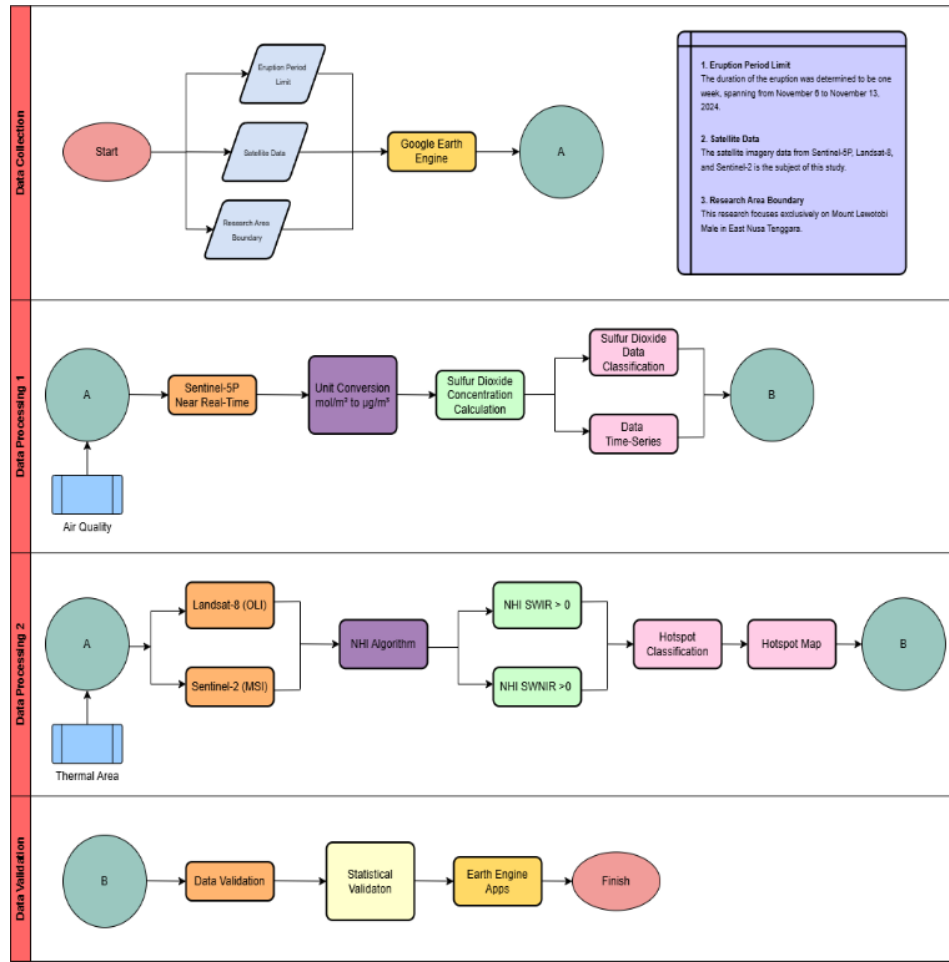 Data Collection
Start
Eruption Period
Limit
Satellite Data
Research Area
Boundary
Google Earth
Engine
A
1. Eruption Period Limit
The duration of the eruption was determined to be one
week, spanning from November 6 to November 13,
2024.
2. Satellite Data
The satellite imagery data from Sentinel-5P, Landsat-8,
and Sentinel-2 is the subject of this study.
3. Research Area Boundary
This research focuses exclusively on Mount Lewotobi
Male in East Nusa Tenggara.
Data Processing 1
A
Air Quality
Sentinel-5P
Near Real-Time
Unit Conversion
mol/m² to µg/m³
Sulfur Dioxide
Concentration
Calculation
Sulfur Dioxide
Data
Classification
Data
Time-Series
B
Data Processing 2
A
Thermal Area
Landsat-8 (OLI)
Sentinel-2 (MSI)
NHI Algorithm
NHI SWIR > 0
NHI SWNIR >0
Hotspot
Classification
Hotspot Map
B
Data Validation
B
Data Validation
Statistical
Validaton
Earth Engine
Apps
Finish